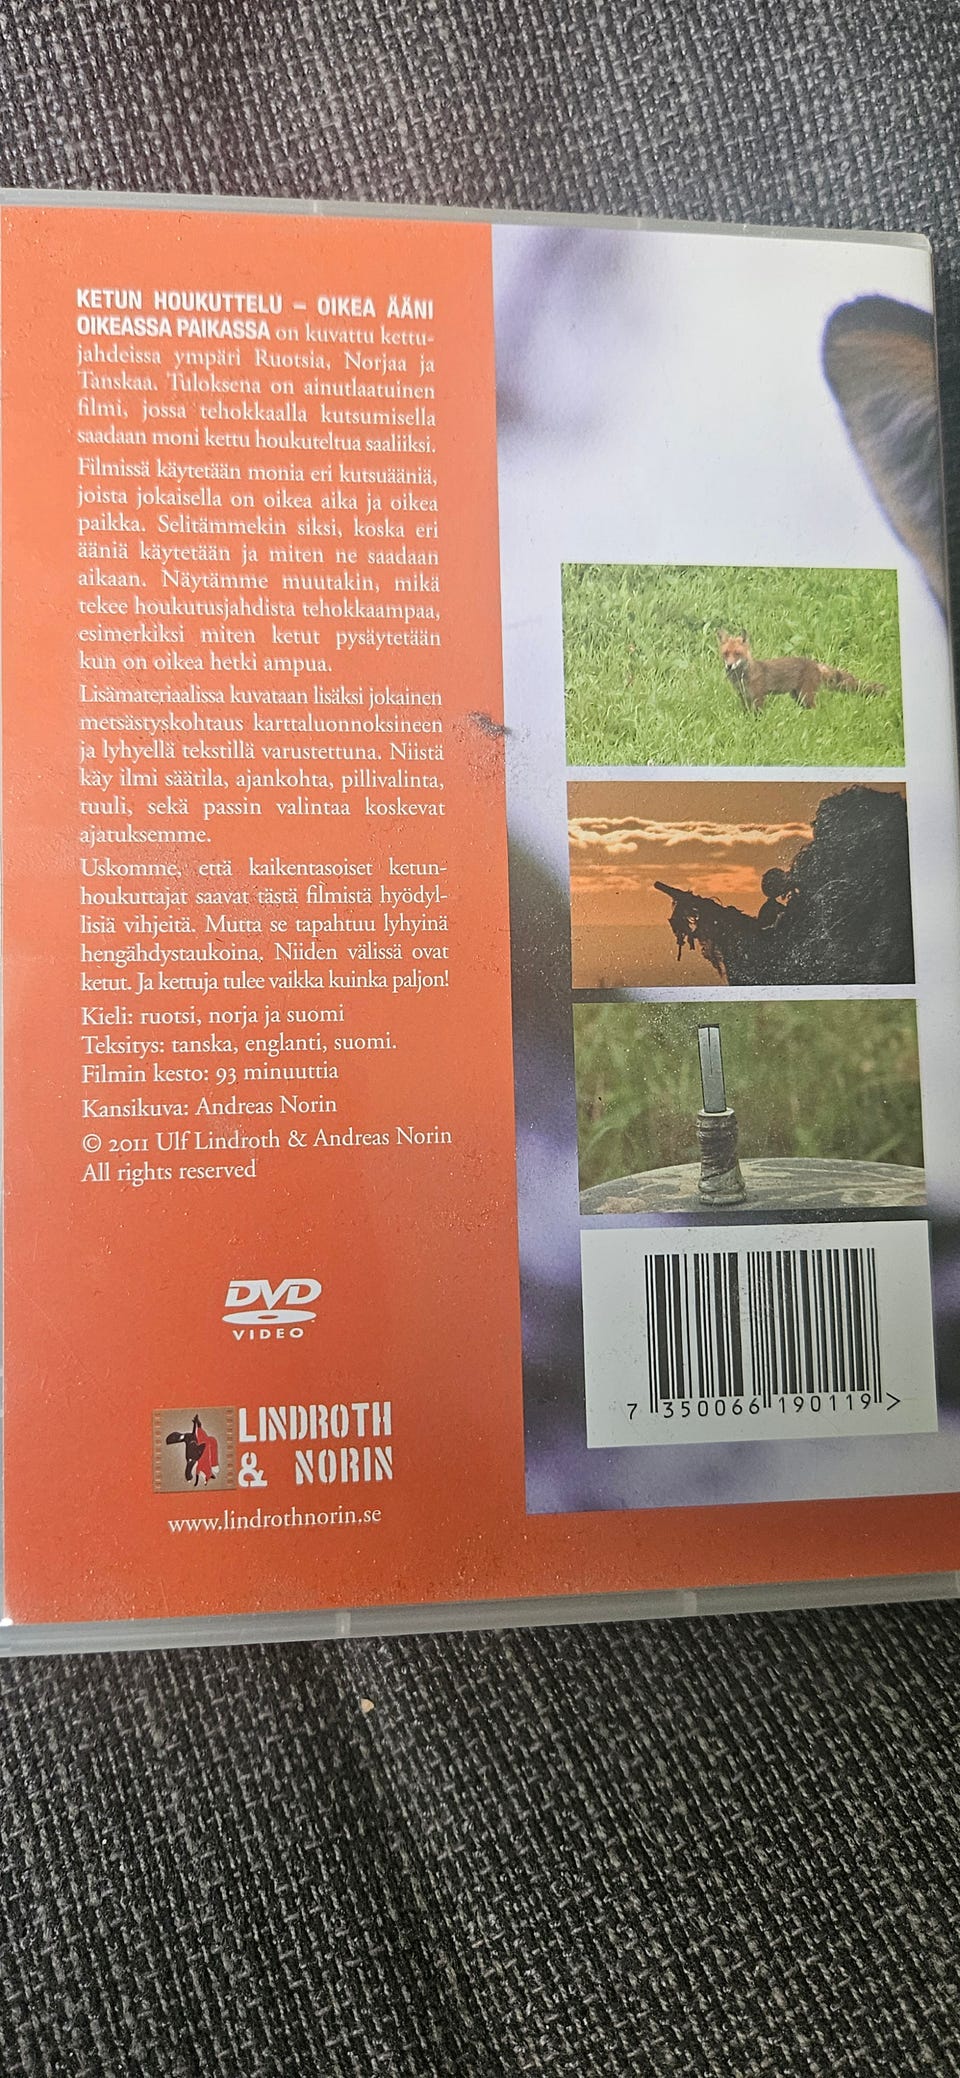 KETUN HOUKUTTELU – OIKEA ÄÄNI
OIKEASSA PAIKASSA on kuvattu kettu-
jahdeissa ympäri Ruotsia, Norjaa ja
Tanskaa. Tuloksena on ainutlaatuinen
filmi, jossa tehokkaalla kutsumisella
saadaan moni kettu houkuteltua saaliiksi.
Filmissä käytetään monia eri kutsuääniä,
joista jokaisella on oikea aika ja oikea
paikka. Selitämmekin siksi, koska eri
ääniä käytetään ja miten ne saadaan
aikaan. Näytämme muutakin, mikä
tekee houkutusjahdista tehokkaampaa,
esimerkiksi miten ketut pysäytetään
kun on oikea hetki ampua.
Lisämateriaalissa kuvataan lisäksi jokainen
metsästyskohtaus karttaluonnoksineen
ja lyhyellä tekstillä varustettuna. Niistä
käy ilmi säätila, ajankohta, pillivalinta,
tuuli, sekä passin valintaa koskevat
ajatuksemme.
Uskomme, että kaikentasoiset ketun-
houkuttajat saavat tästä filmistä hyödyl-
lisiä vihjeitä. Mutta se tapahtuu lyhyinä
hengähdystaukoina. Niiden välissä ovat
ketut. Ja kettuja tulee vaikka kuinka paljon!
Kieli: ruotsi, norja ja suomi
Teksitys: tanska, englanti, suomi.
Filmin kesto: 93 minuuttia
Kansikuva: Andreas Norin
© 2011 Ulf Lindroth & Andreas Norin
All rights reserved
DVD
VIDEO
LINDROTH
& NORIN
www.lindrothnorin.se
7 350066 190119 >